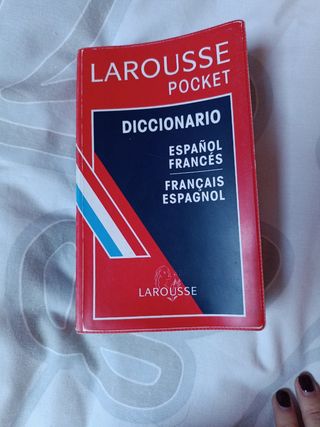 LAROUSSE
POCKET
DICCIONARIO
ESPAÑOL
FRANCÉS
FRANÇAIS
ESPAGNOL
LAROUSSE